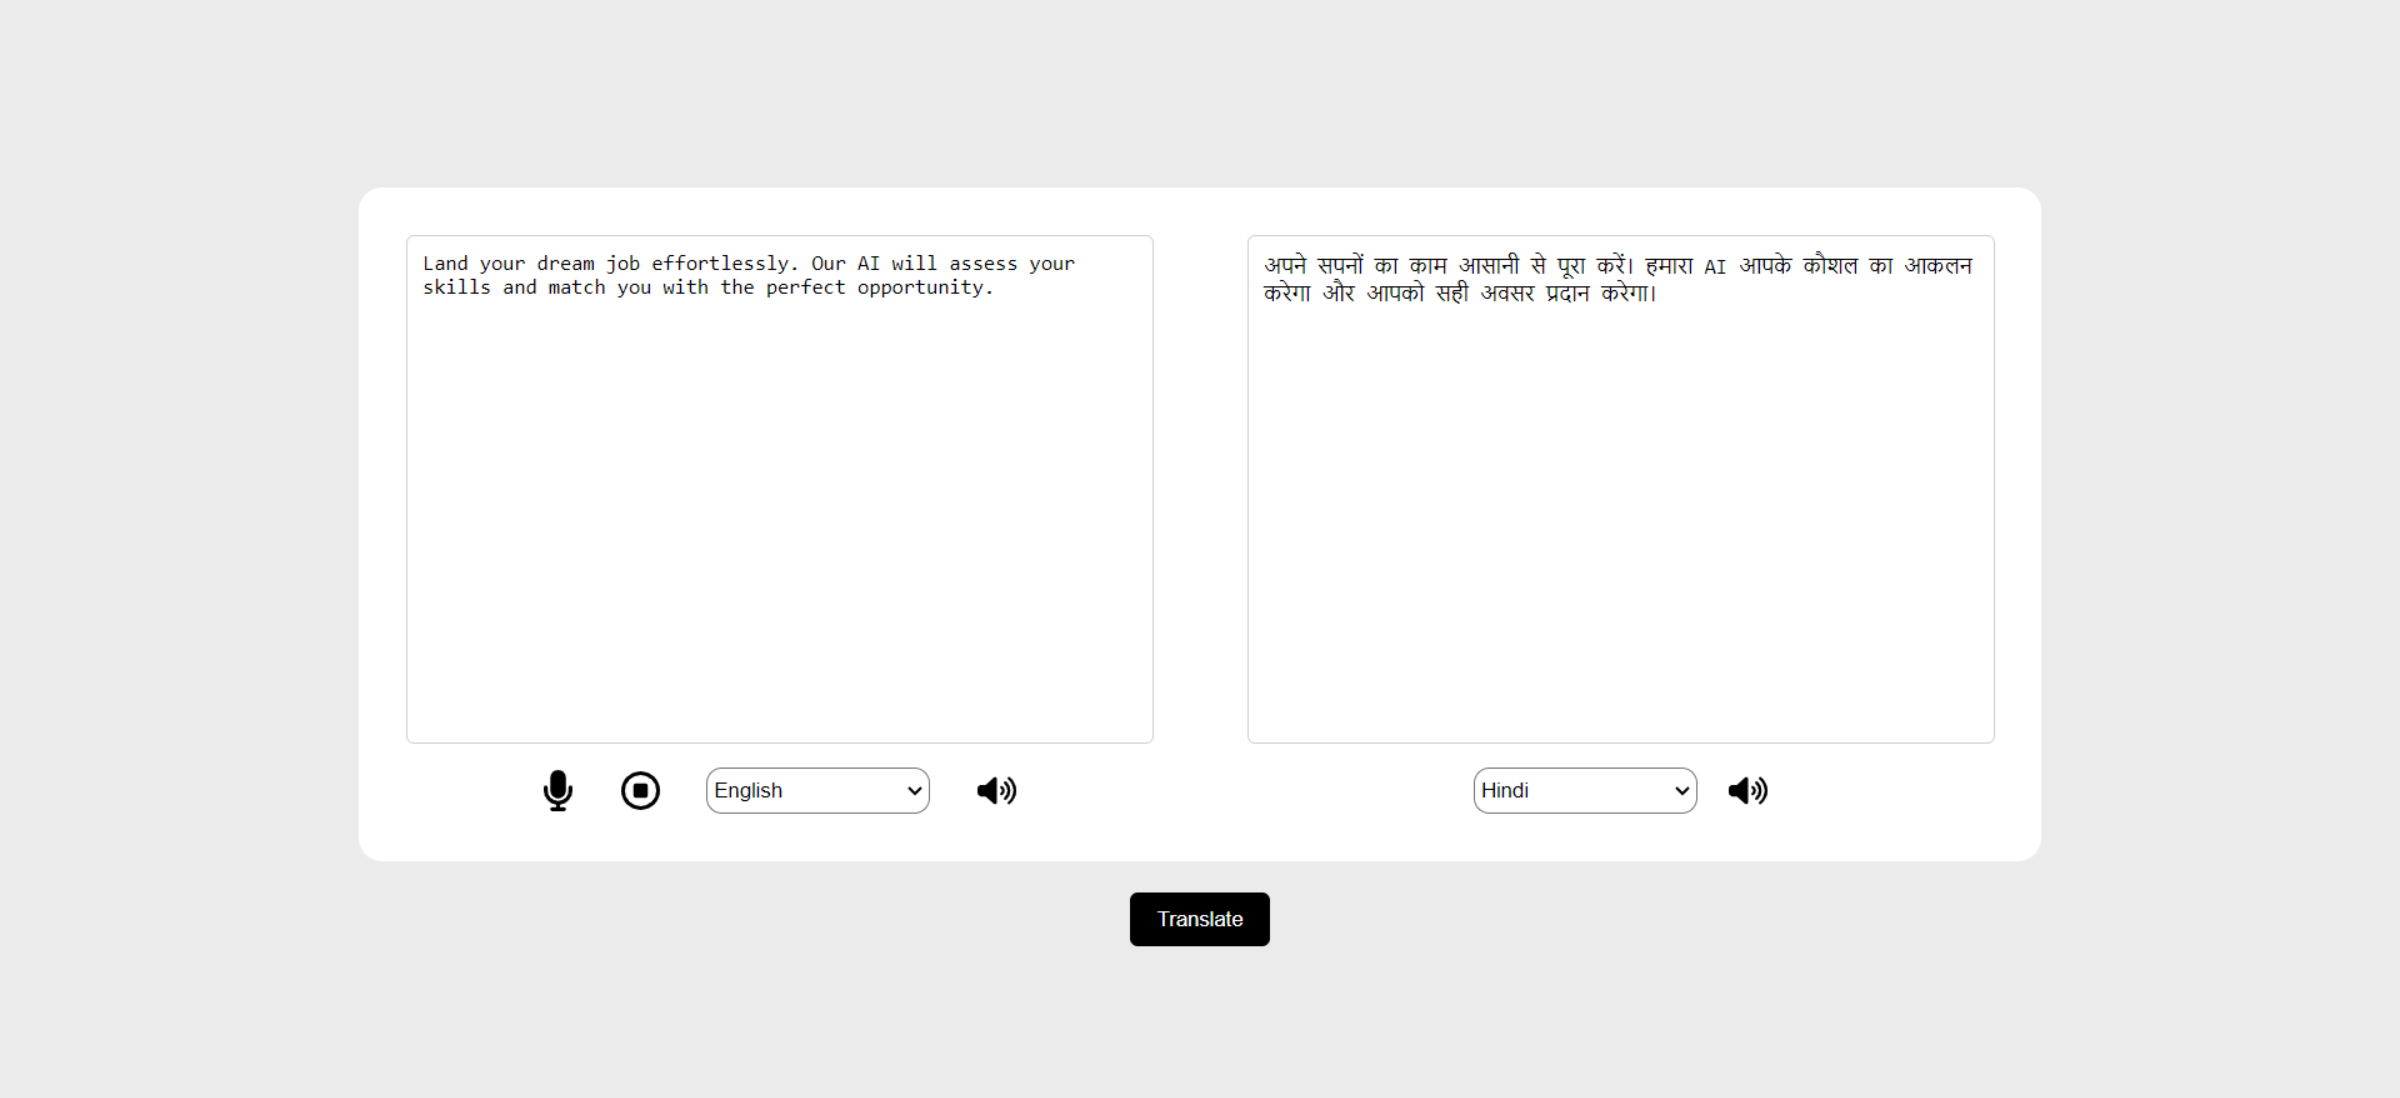 Land your dream job effortlessly. Our AI will assess your
skills and match you with the perfect opportunity.
अपने सपनों का काम आसानी से पूरा करें। हमारा AI आपके कौशल का आकलन
करेगा और आपको सही अवसर प्रदान करेगा।
English
Hindi
Translate